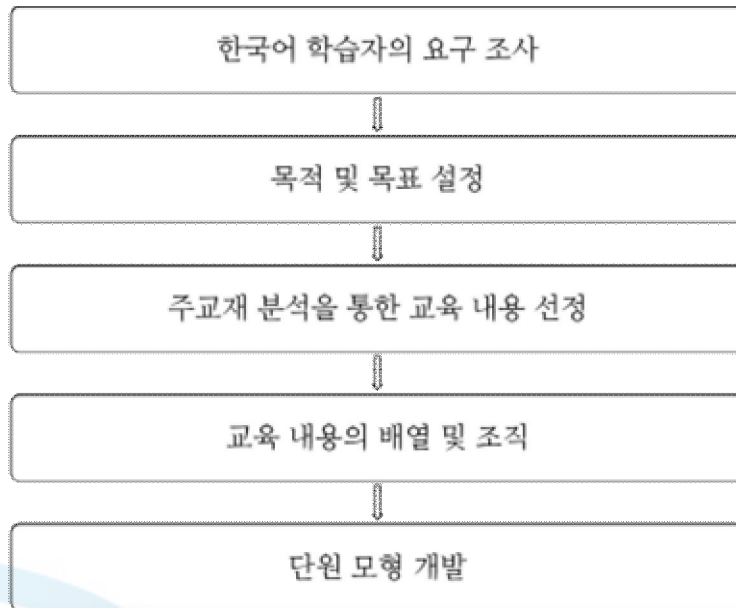 한국어 학습자의 요구 조사
목적 및 목표 설정
주교재 분석을 통한 교육 내용 선정
교육 내용의 배열 및 조직
단원 모형 개발